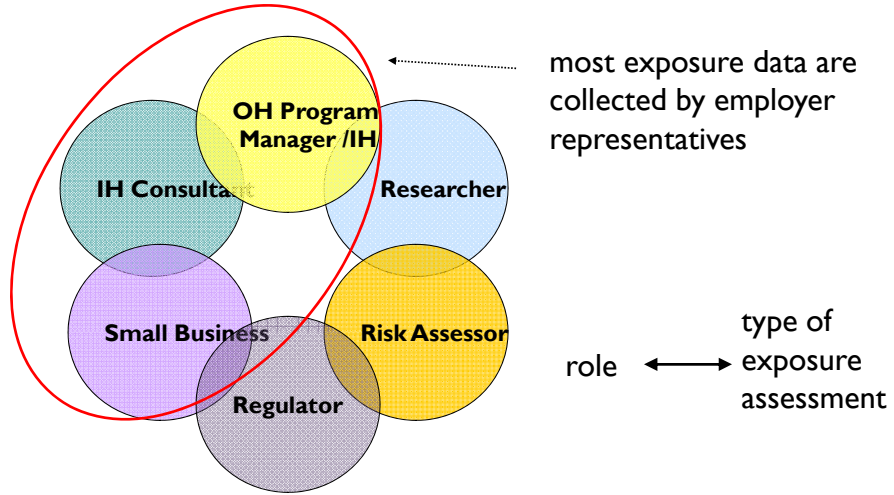 OH Program
Manager /IH
most exposure data are
collected by employer
representatives
IH Consultant
Researcher
Small Business
Risk Assessor
Regulator
role
type of
exposure
assessment